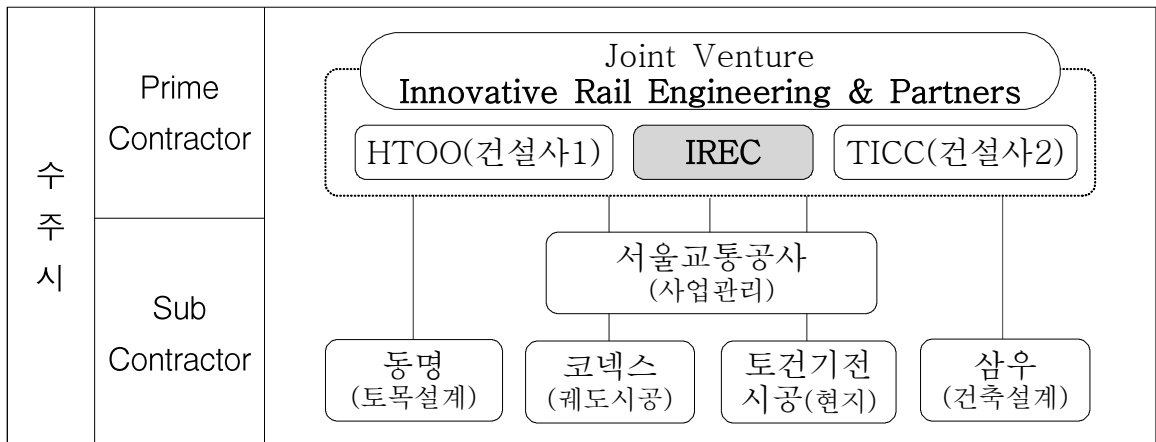 수
주
시
Prime
Contractor
Joint Venture
Innovative Rail Engineering & Partners
HTOO(건설사1)
IREC
TICC(건설사2)
Sub
Contractor
서울교통공사
(사업관리)
동명
(토목설계)
코넥스
(궤도시공)
토건기전
시공(현지)
삼우
(건축설계)